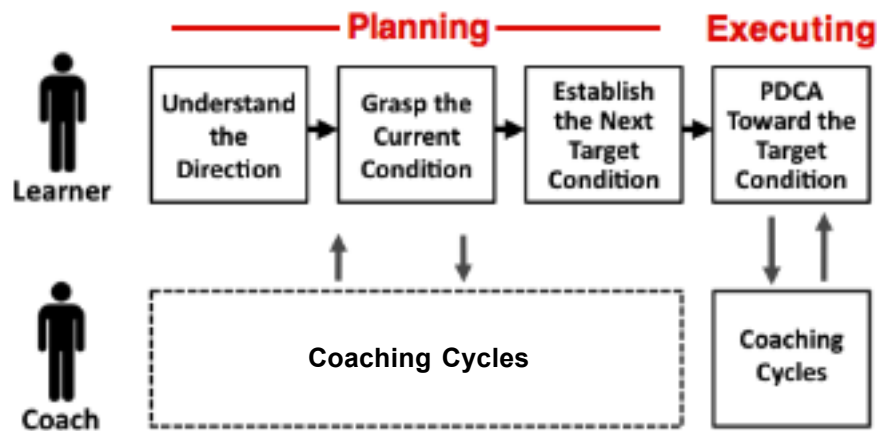 Planning
Executing
Understand
the
Direction
Grasp the
Current
Condition
Establish
the Next
Target
Condition
PDCA
Toward the
Target
Condition
Learner
Coaching Cycles
Coaching
Cycles
Coach